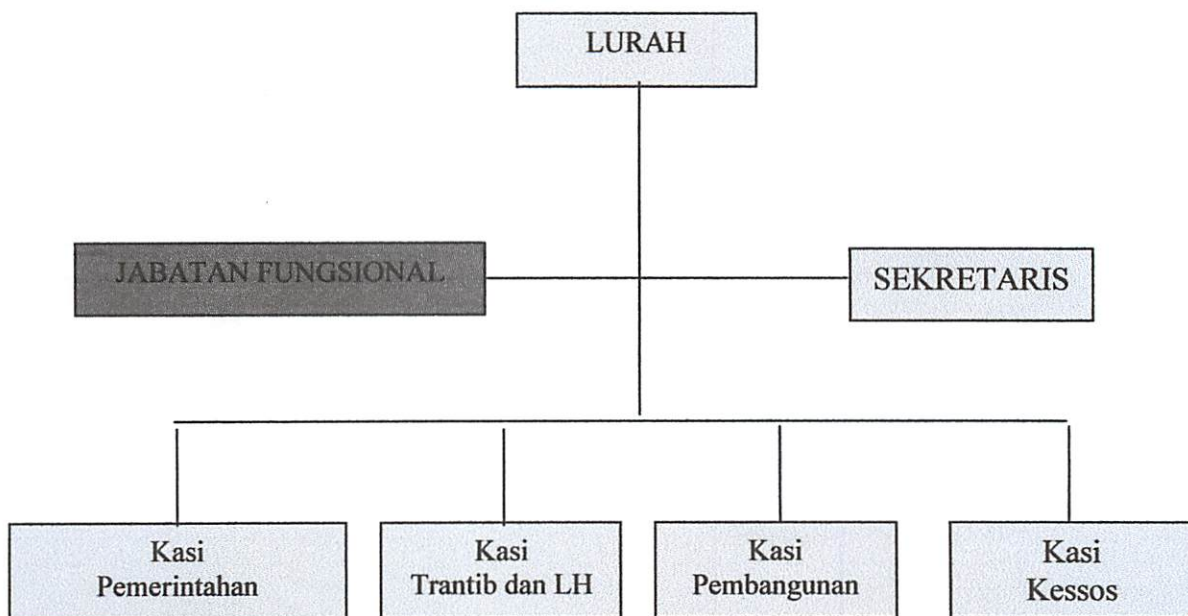 LURAH
JABATAN FUNGSIONAL
SEKRETARIS
Kasi
Pemerintahan
Kasi
Trantib dan LH
Kasi
Pembangunan
Kasi
Kessos